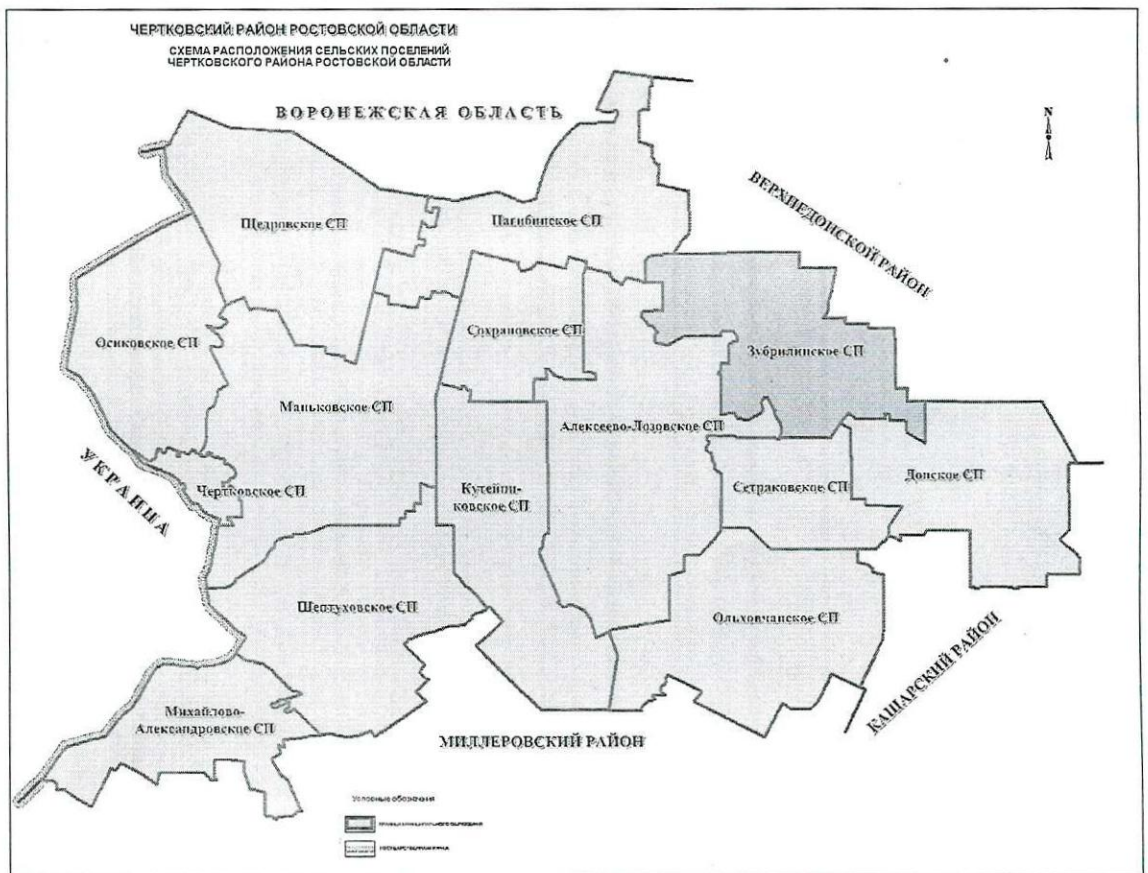 ЧЕРТКОВСКИЙ РАЙОН РОСТОВСКОЙ ОБЛАСТИ
СХЕМА РАСПОЛОЖЕНИЯ СЕЛЬСКИХ ПОСЕЛЕНИЙ
ЧЕРТКОВСКОГО РАЙОНА РОСТОВСКОЙ ОБЛАСТИ
ВОРОНЕЖСКАЯ ОБЛАСТЬ
N
ВЕРХНЕДОНСКОЙ РАЙОН
Щедровское СП
Нагибинское СП
Осиковское СП
Сохрановское СП
Зубрилинское СП
Маньковское СП
Алексеево-Лозовское СП
УКРАИНА
Чертковское СП
Кутейни-
ковское СП
Сетраковское СП
Донское СП
Шептуховское СП
Ольховчанское СП
КАШАРСКИЙ РАЙОН
Михайлово-
Александровское СП
МИЛЛЕРОВСКИЙ РАЙОН
Условные обозначения